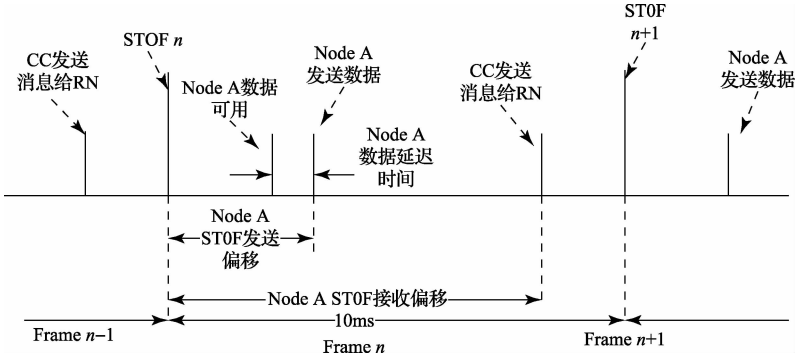 CC发送
消息给RN
STOF n
Node A数据
可用
Node A
发送数据
Node A
数据延迟
时间
CC发送
消息给RN
ST0F
n+1
Node A
发送数据
Node A
ST0F发送
偏移
Node A ST0F接收偏移
10ms
Frame n−1
Frame n
Frame n+1